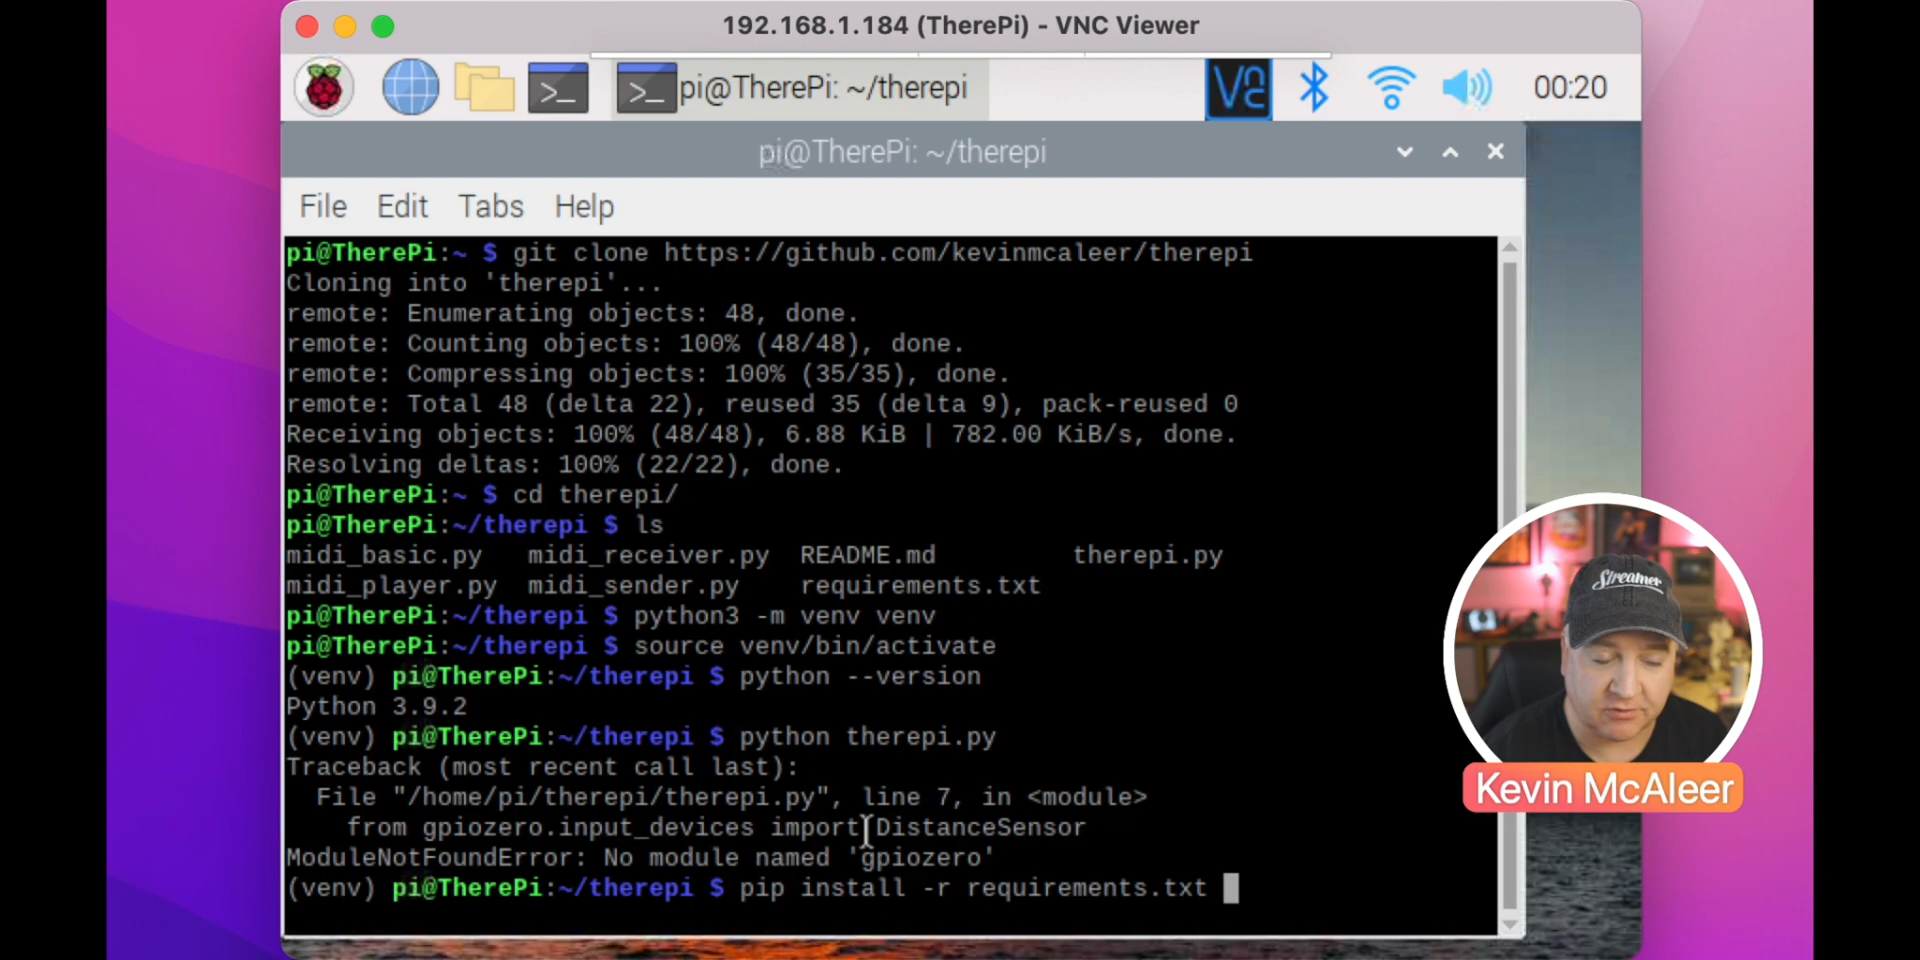 192.168.1.184 (TherePi) - VNC Viewer
pi@TherePi: ~/therepi
00:20
pi@TherePi: ~/therepi
File Edit Tabs Help
pi@TherePi:~ $ git clone https://github.com/kevinmcaleer/therepi
Cloning into 'therepi'...
remote: Enumerating objects: 48, done.
remote: Counting objects: 100% (48/48), done.
remote: Compressing objects: 100% (35/35), done.
remote: Total 48 (delta 22), reused 35 (delta 9), pack-reused 0
Receiving objects: 100% (48/48), 6.88 KiB | 782.00 KiB/s, done.
Resolving deltas: 100% (22/22), done.
pi@TherePi:~ $ cd therepi/
pi@TherePi:~/therepi $ ls
midi_basic.py midi_receiver.py README.md therepi.py
midi_player.py midi_sender.py requirements.txt
pi@TherePi:~/therepi $ python3 -m venv venv
pi@TherePi:~/therepi $ source venv/bin/activate
(venv) pi@TherePi:~/therepi $ python --version
Python 3.9.2
(venv) pi@TherePi:~/therepi $ python therepi.py
Traceback (most recent call last):
File "/home/pi/therepi/therepi.py", line 7, in <module>
from gpiozero.input_devices import DistanceSensor
ModuleNotFoundError: No module named 'gpiozero'
(venv) pi@TherePi:~/therepi $ pip install -r requirements.txt
Streamer
Kevin McAleer